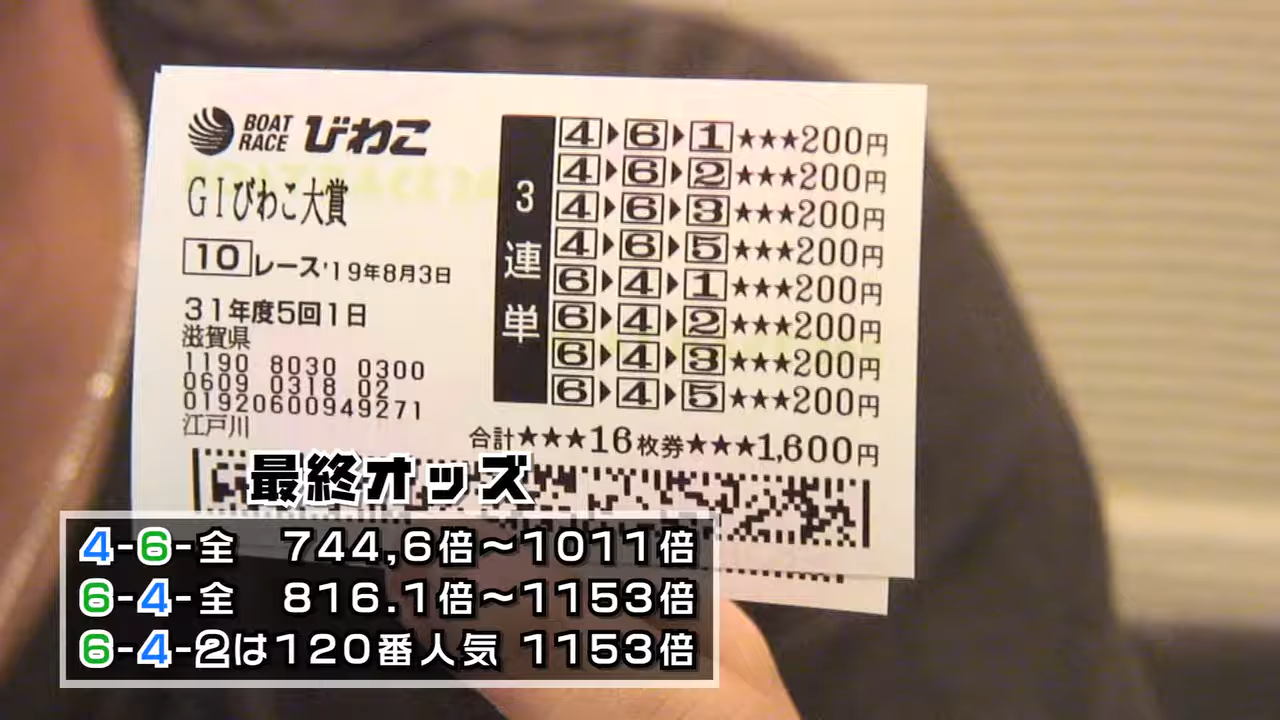 BOAT RACE びわこ
GⅠびわこ大賞
10レース'19年8月3日
31年度5回1日
滋賀県
1190 8030 0300
0609 0318 02
01920600949271
江戸川
3連単
4▶6▶1★★★200円
4▶6▶2★★★200円
4▶6▶3★★★200円
4▶6▶5★★★200円
6▶4▶1★★★200円
6▶4▶2★★★200円
6▶4▶3★★★200円
6▶4▶5★★★200円
合計★★★16枚券★★★1,600円
最終オッズ
4-6-全 744,6倍～1011倍
6-4-全 816.1倍～1153倍
6-4-2は120番人気 1153倍